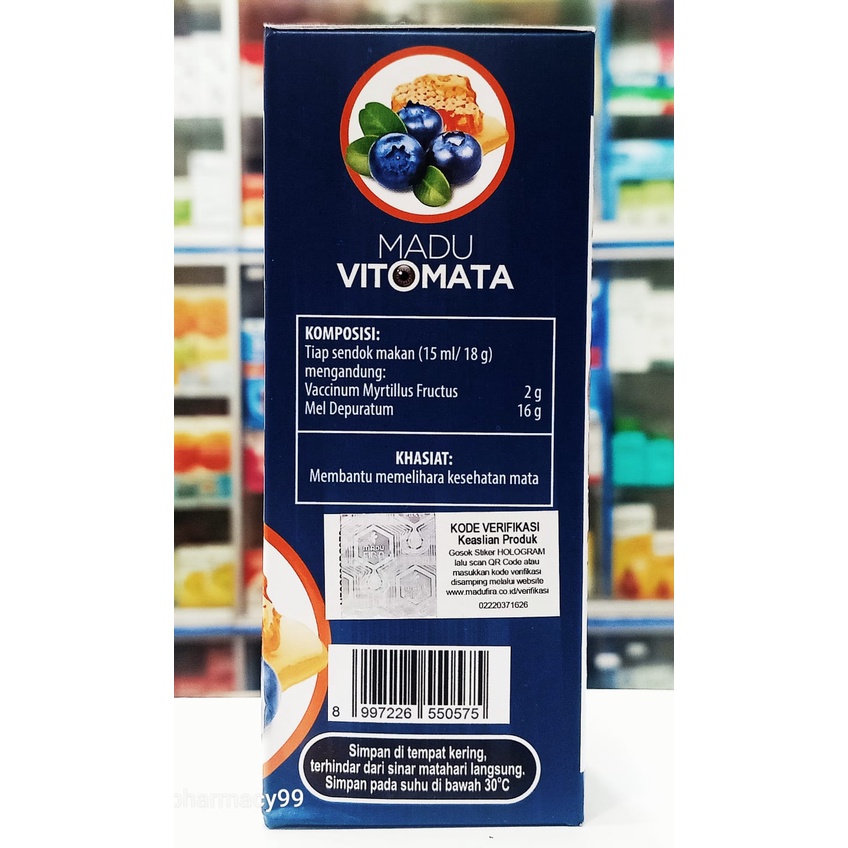 MADU
VITOMATA
KOMPOSISI:
Tiap sendok makan (15 ml/ 18 g)
mengandung:
Vaccinum Myrtillus Fructus 2 g
Mel Depuratum 16 g
KHASIAT:
Membantu memelihara kesehatan mata
KODE VERIFIKASI
Keaslian Produk
Gosok Stiker HOLOGRAM
lalu scan QR Code atau
masukkan kode verifikasi
disamping melalui website
www.madufira.co.id/verifikasi
02220371626
8 997226 550575
Simpan di tempat kering,
terhindar dari sinar matahari langsung.
Simpan pada suhu di bawah 30°C
pharmacy99